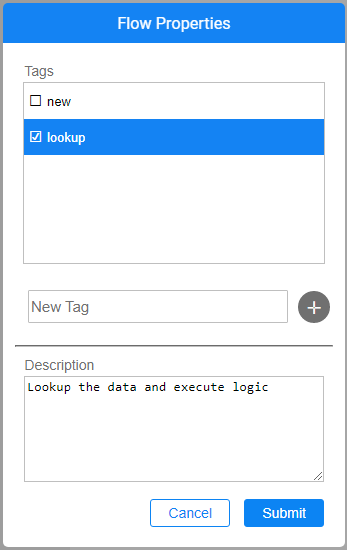 Flow Properties
Tags
new
lookup
New Tag
Description
Lookup the data and execute logic
Cancel
Submit